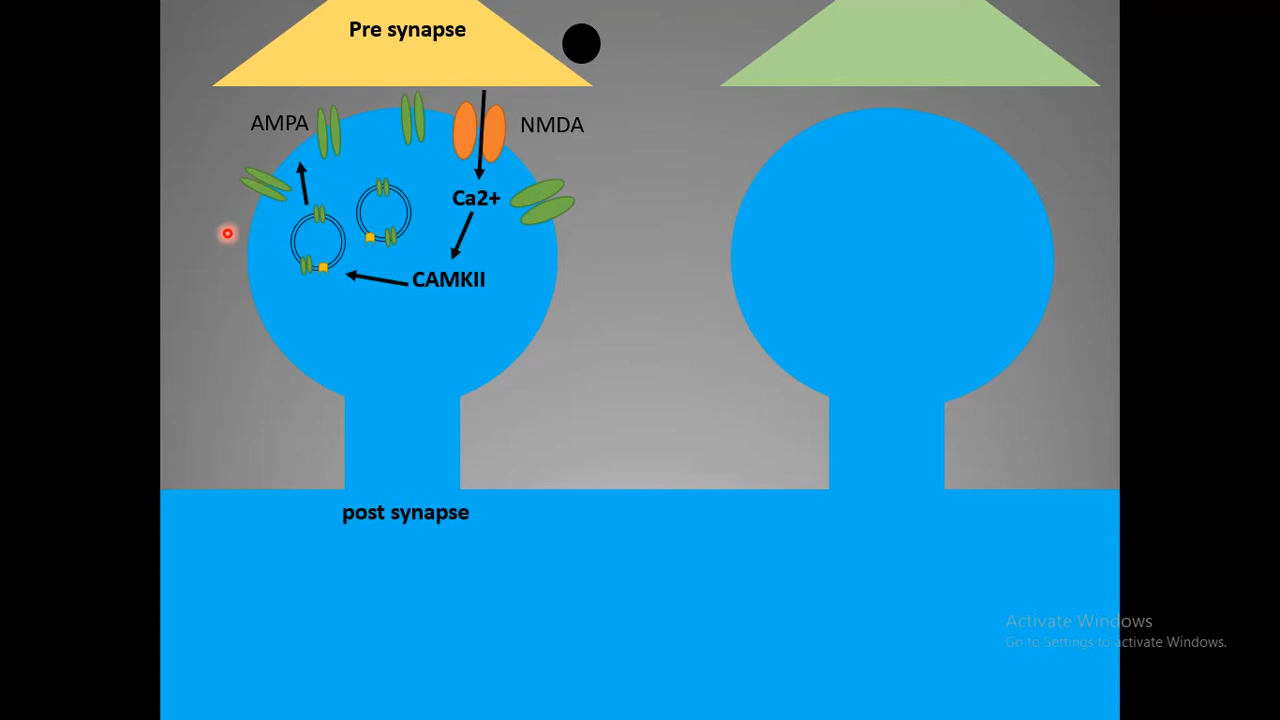 Pre synapse
AMPA
NMDA
Ca2+
CAMKII
post synapse
Activate Windows
Go to Settings to activate Windows.